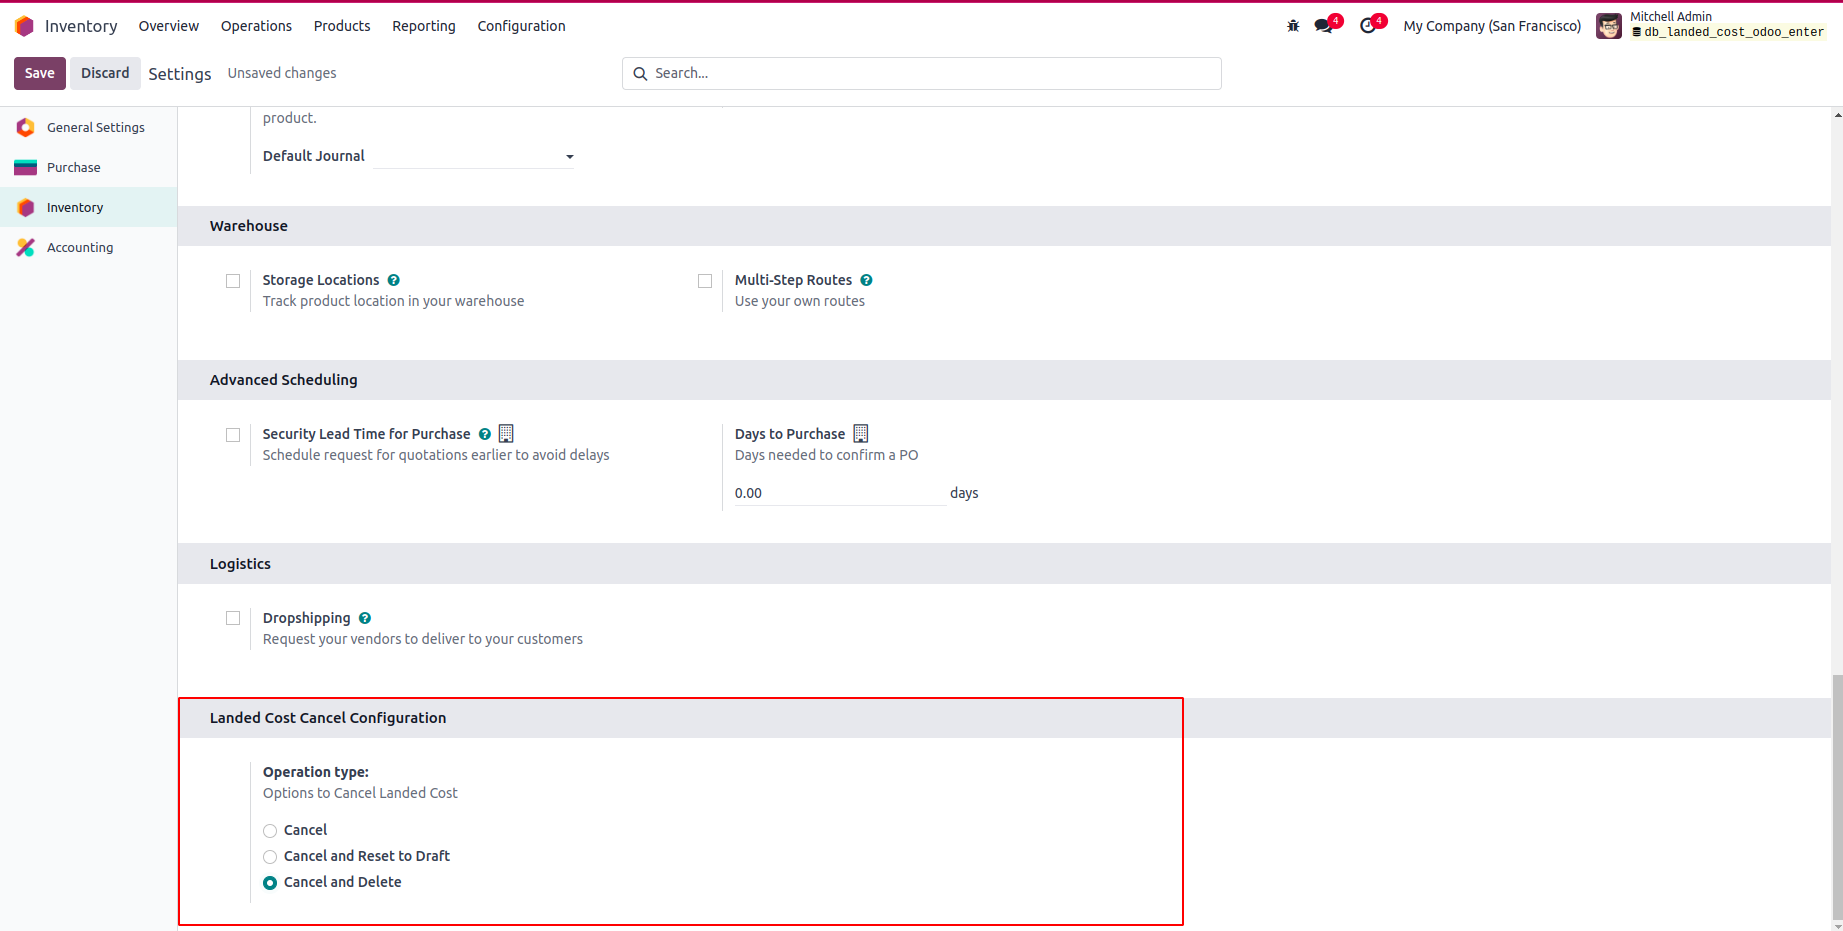 Inventory Overview Operations Products Reporting Configuration 4 4 My Company (San Francisco) Mitchell Admin
db_landed_cost_odoo_enter
Save Discard Settings Unsaved changes Search...
General Settings
Purchase
Inventory
Accounting
product.
Default Journal
Warehouse
Storage Locations ? Multi-Step Routes ?
Track product location in your warehouse Use your own routes
Advanced Scheduling
Security Lead Time for Purchase ? Days to Purchase
Schedule request for quotations earlier to avoid delays Days needed to confirm a PO
0.00 days
Logistics
Dropshipping ?
Request your vendors to deliver to your customers
Landed Cost Cancel Configuration
Operation type:
Options to Cancel Landed Cost
Cancel
Cancel and Reset to Draft
Cancel and Delete